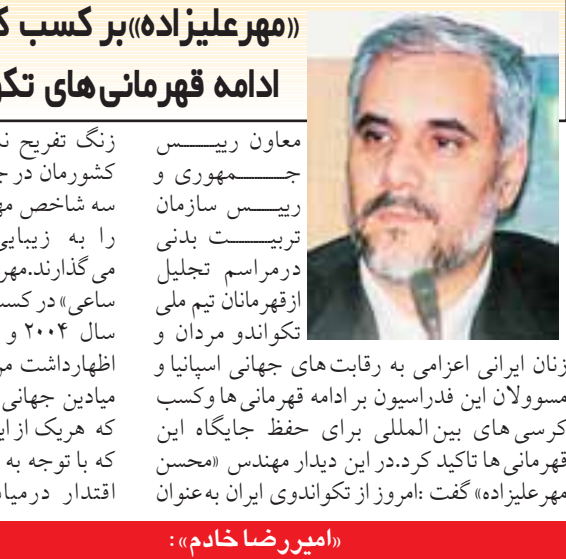 «مهرعلیزاده»بر کسب
ادامه قهرمانی‌های
معاون رییس
جمهوری و
رییس سازمان
تربیت بدنی
درمراسم تجلیل
ازقهرمانان تیم ملی
تکواندو مردان و
زنان ایرانی اعزامی به رقابت‌های جهانی اسپانیا و
مسوولان این فدراسیون بر ادامه قهرمانی‌ها وکسب
کرسی‌های بین‌المللی برای حفظ جایگاه این
قهرمانی‌ها تاکید کرد.در این دیدار مهندس «محسن
مهرعلیزاده» گفت :امروز از تکواندوی ایران به‌عنوان
زنگ تفریح
کشورمان در
سه شاخص
را به زیبایی
می‌گذارند.مهر
ساعی» در کسب
سال ۲۰۰۴ و
اظهارداشت
میادین جهانی
که هریک از
که با توجه به
اقتدار
«امیررضا خادم»: